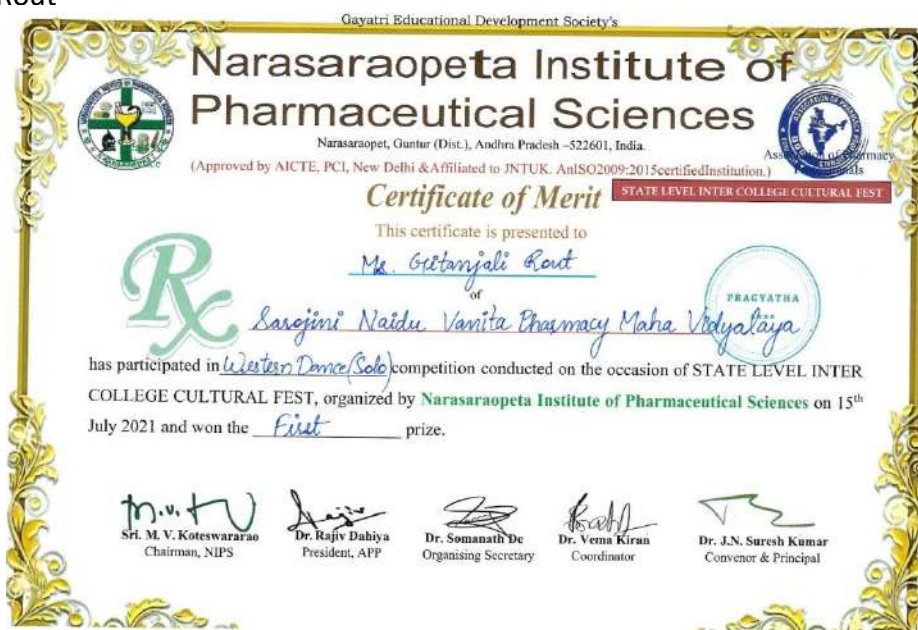 Rout
Gayatri Educational Development Society's
Narasaraopeta Institute of
Pharmaceutical Sciences
Narasaraopet, Guntur (Dist.), Andhra Pradesh –522601, India.
(Approved by AICTE, PCI, New Delhi &Affiliated to JNTUK. AnISO2009:2015certifiedInstitution.)
Certificate of Merit
STATE LEVEL INTER COLLEGE CULTURAL FEST
This certificate is presented to
Ms. Gitanjali Rout
of
Rx
PRAGYATHA
Sarojini Naidu Vanita Pharmacy Maha Vidyalaya
has participated in Western Dance (Solo) competition conducted on the occasion of STATE LEVEL INTER
COLLEGE CULTURAL FEST, organized by Narasaraopeta Institute of Pharmaceutical Sciences on 15th
July 2021 and won the First prize.
Sri. M. V. Koteswararao Dr. Rajiv Dahiya Dr. Somanath De Dr. Vema Kiran Dr. J.N. Suresh Kumar
Chairman, NIPS President, APP Organising Secretary Coordinator Convenor & Principal